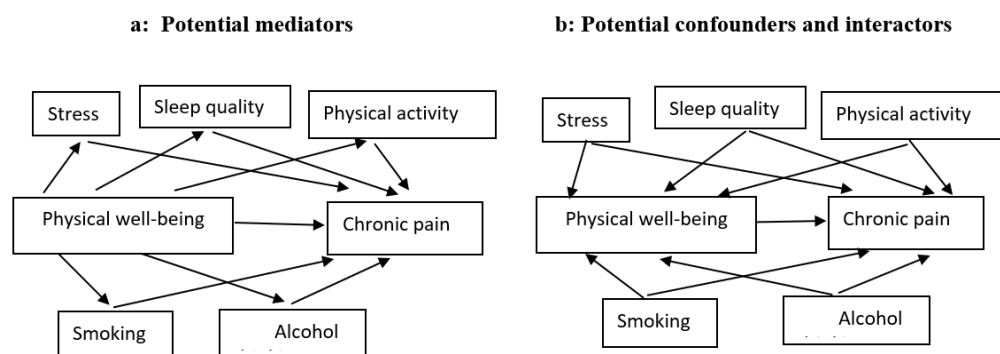 a: Potential mediators
Stress
Sleep quality
Physical activity
Physical well-being
Chronic pain
Smoking
Alcohol
b: Potential confounders and interactors
Stress
Sleep quality
Physical activity
Physical well-being
Chronic pain
Smoking
Alcohol